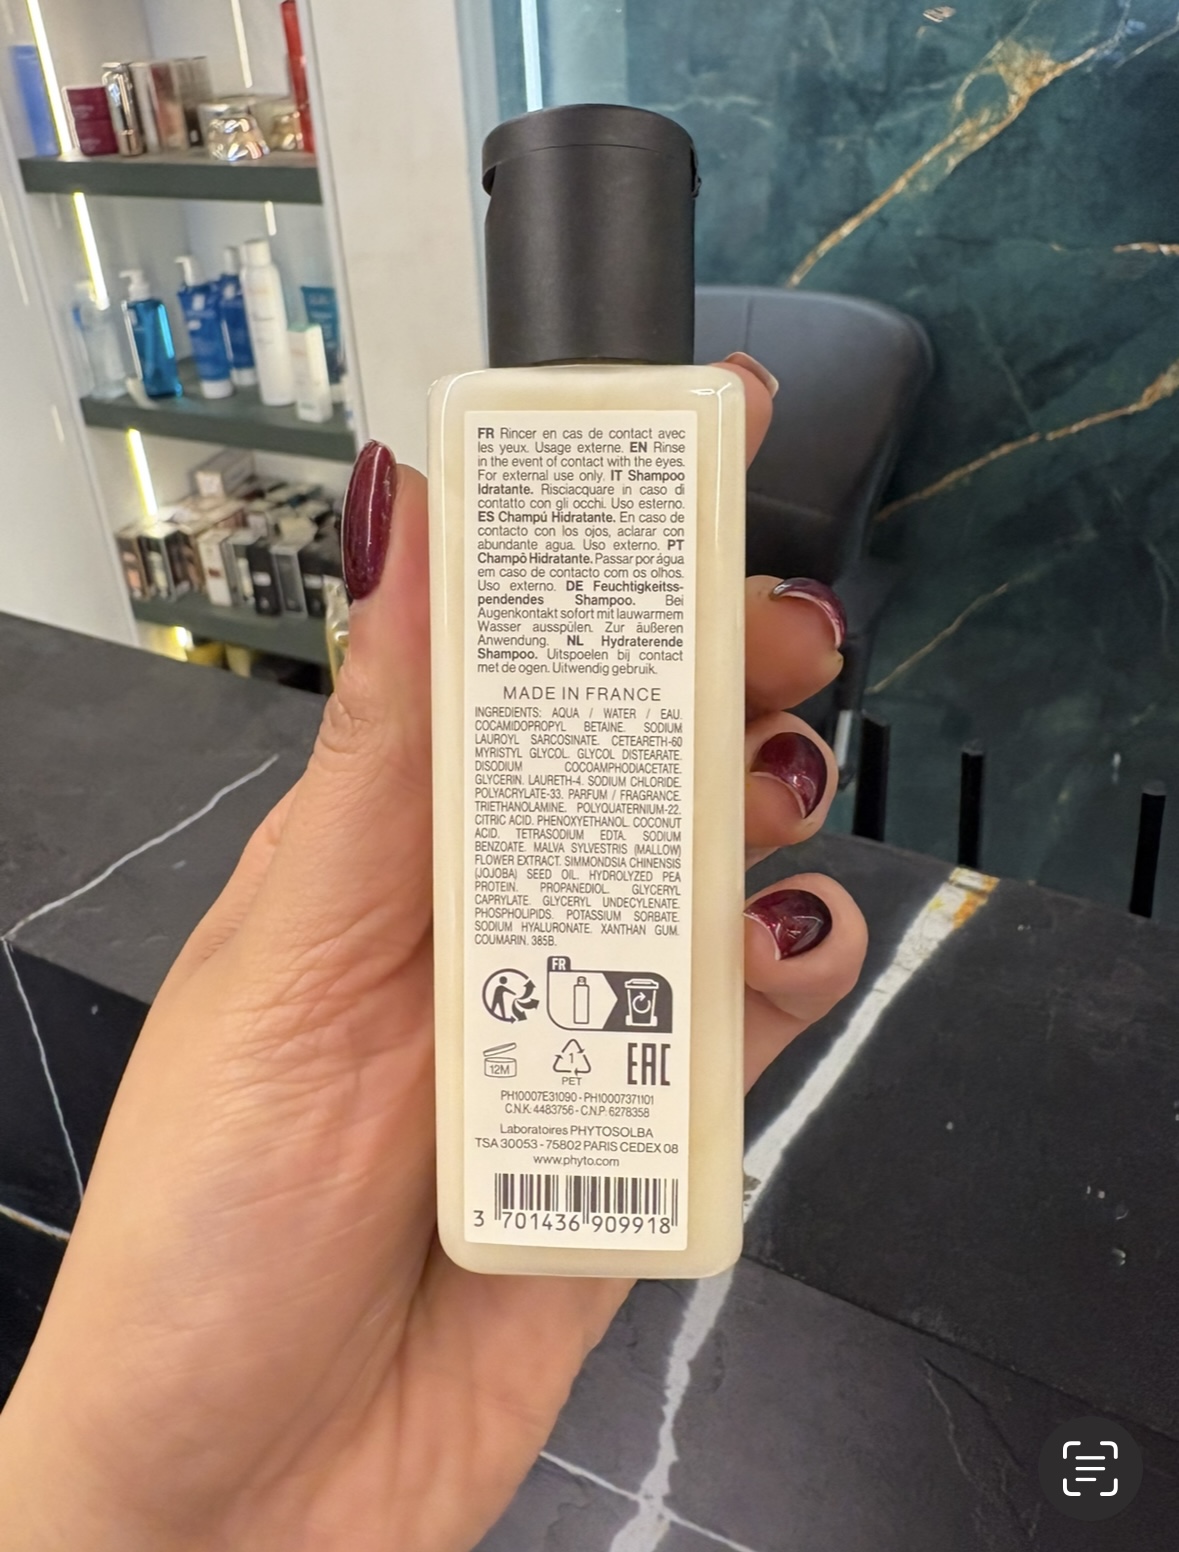 FR Rincer en cas de contact avec
les yeux. Usage externe. EN Rinse
in the event of contact with the eyes.
For external use only. IT Shampoo
Idratante. Risciacquare in caso di
contatto con gli occhi. Uso esterno.
ES Champú Hidratante. En caso de
contacto con los ojos, aclarar con
abundante agua. Uso externo. PT
Champô Hidratante. Passar por água
em caso de contacto com os olhos.
Uso externo. DE Feuchtigkeits-
spendendes Shampoo. Bei
Augenkontakt sofort mit lauwarmem
Wasser ausspülen. Zur äußeren
Anwendung. NL Hydraterende
Shampoo. Uitspoelen bij contact
met de ogen. Uitwendig gebruik.
MADE IN FRANCE
INGREDIENTS: AQUA / WATER / EAU.
COCAMIDOPROPYL BETAINE. SODIUM
LAUROYL SARCOSINATE. CETEARETH-60
MYRISTYL GLYCOL. GLYCOL DISTEARATE.
DISODIUM COCOAMPHODIACETATE.
GLYCERIN. LAURETH-4. SODIUM CHLORIDE.
POLYACRYLATE-33. PARFUM / FRAGRANCE.
TRIETHANOLAMINE. POLYQUATERNIUM-22.
CITRIC ACID. PHENOXYETHANOL. COCONUT
ACID. TETRASODIUM EDTA. SODIUM
BENZOATE. MALVA SYLVESTRIS (MALLOW)
FLOWER EXTRACT. SIMMONDSIA CHINENSIS
(JOJOBA) SEED OIL. HYDROLYZED PEA
PROTEIN. PROPANEDIOL. GLYCERYL
CAPRYLATE. GLYCERYL UNDECYLENATE.
PHOSPHOLIPIDS. POTASSIUM SORBATE.
SODIUM HYALURONATE. XANTHAN GUM.
COUMARIN. 385B.
FR
12M
1
PET
EAC
PH10007E31090 - PH10007371101
C.N.K. 4483756 - C.N.P. 6278358
Laboratoires PHYTOSOLBA
TSA 30053 - 75802 PARIS CEDEX 08
www.phyto.com
3 701436 909918